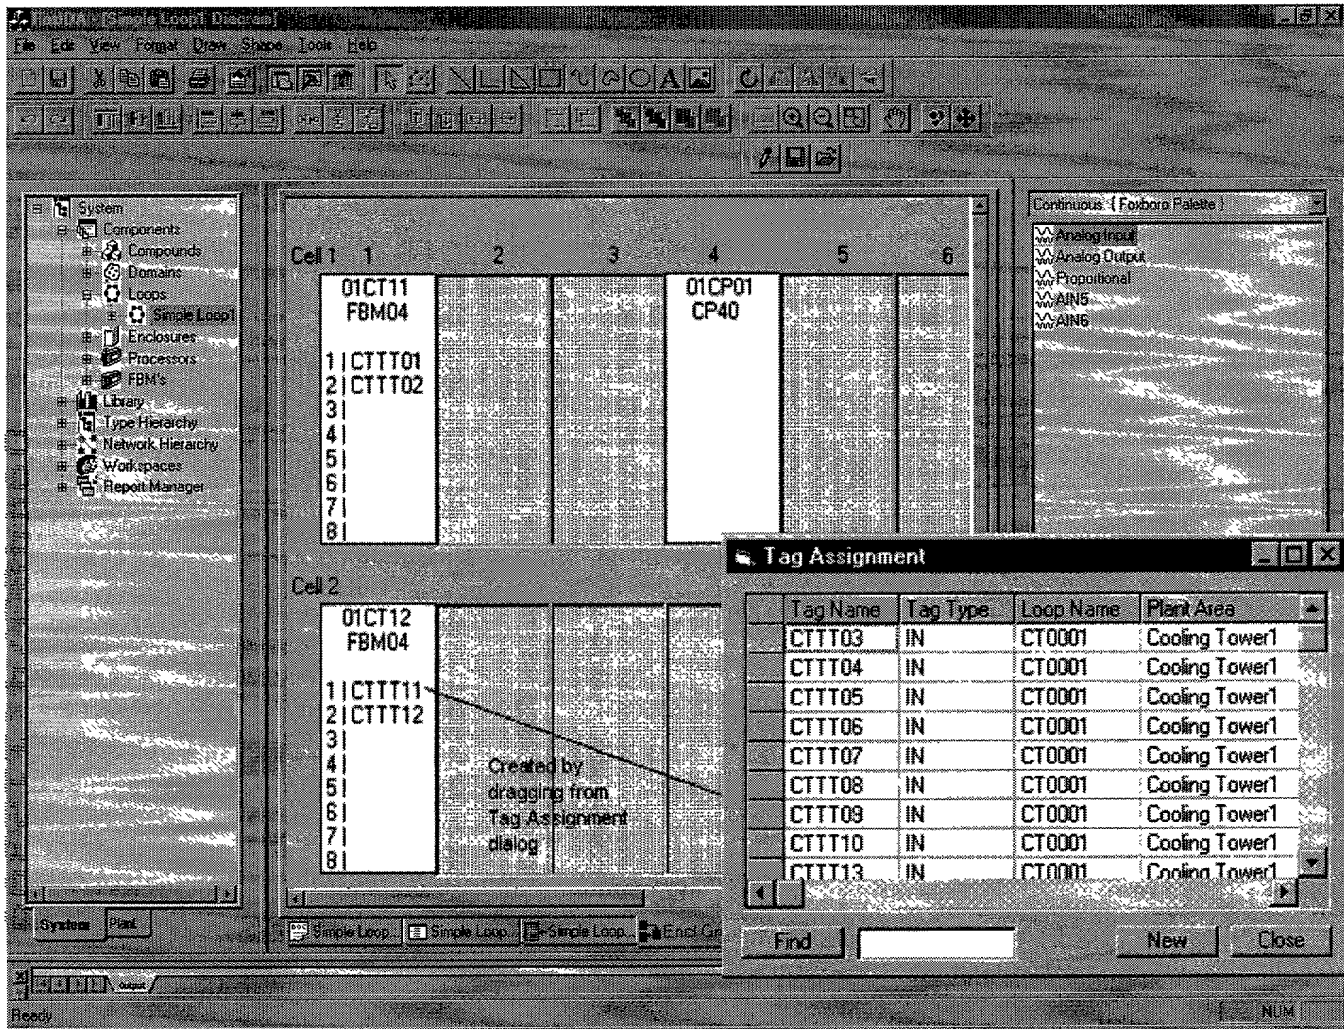 FoxCDA - [Simple Loop1 Diagram]
File Edit View Format Draw Shape Tools Help
System
Components
Compounds
Domains
Loops
Simple Loop1
Enclosures
Processors
FBM's
Library
Type Hierarchy
Network Hierarchy
Workspaces
Report Manager
System Plant
Cell 1 1 2 3 4 5 6
01CT11
FBM04
1| CTTT01
2| CTTT02
3|
4|
5|
6|
7|
8|
01CP01
CP40
Cell 2
01CT12
FBM04
1| CTTT11
2| CTTT12
3|
4|
5|
6|
7|
8|
Created by
dragging from
Tag Assignment
dialog
Simple Loop... Simple Loop... Simple Loop... Encl Gr
Continuous { Foxboro Palette }
Analog Input
Analog Output
Proportional
AIN5
AIN6
Tag Assignment
Tag Name Tag Type Loop Name Plant Area
CTTT03 IN CT0001 Cooling Tower1
CTTT04 IN CT0001 Cooling Tower1
CTTT05 IN CT0001 Cooling Tower1
CTTT06 IN CT0001 Cooling Tower1
CTTT07 IN CT0001 Cooling Tower1
CTTT08 IN CT0001 Cooling Tower1
CTTT09 IN CT0001 Cooling Tower1
CTTT10 IN CT0001 Cooling Tower1
CTTT13 IN CT0001 Cooling Tower1
Find New Close
output
Ready NUM